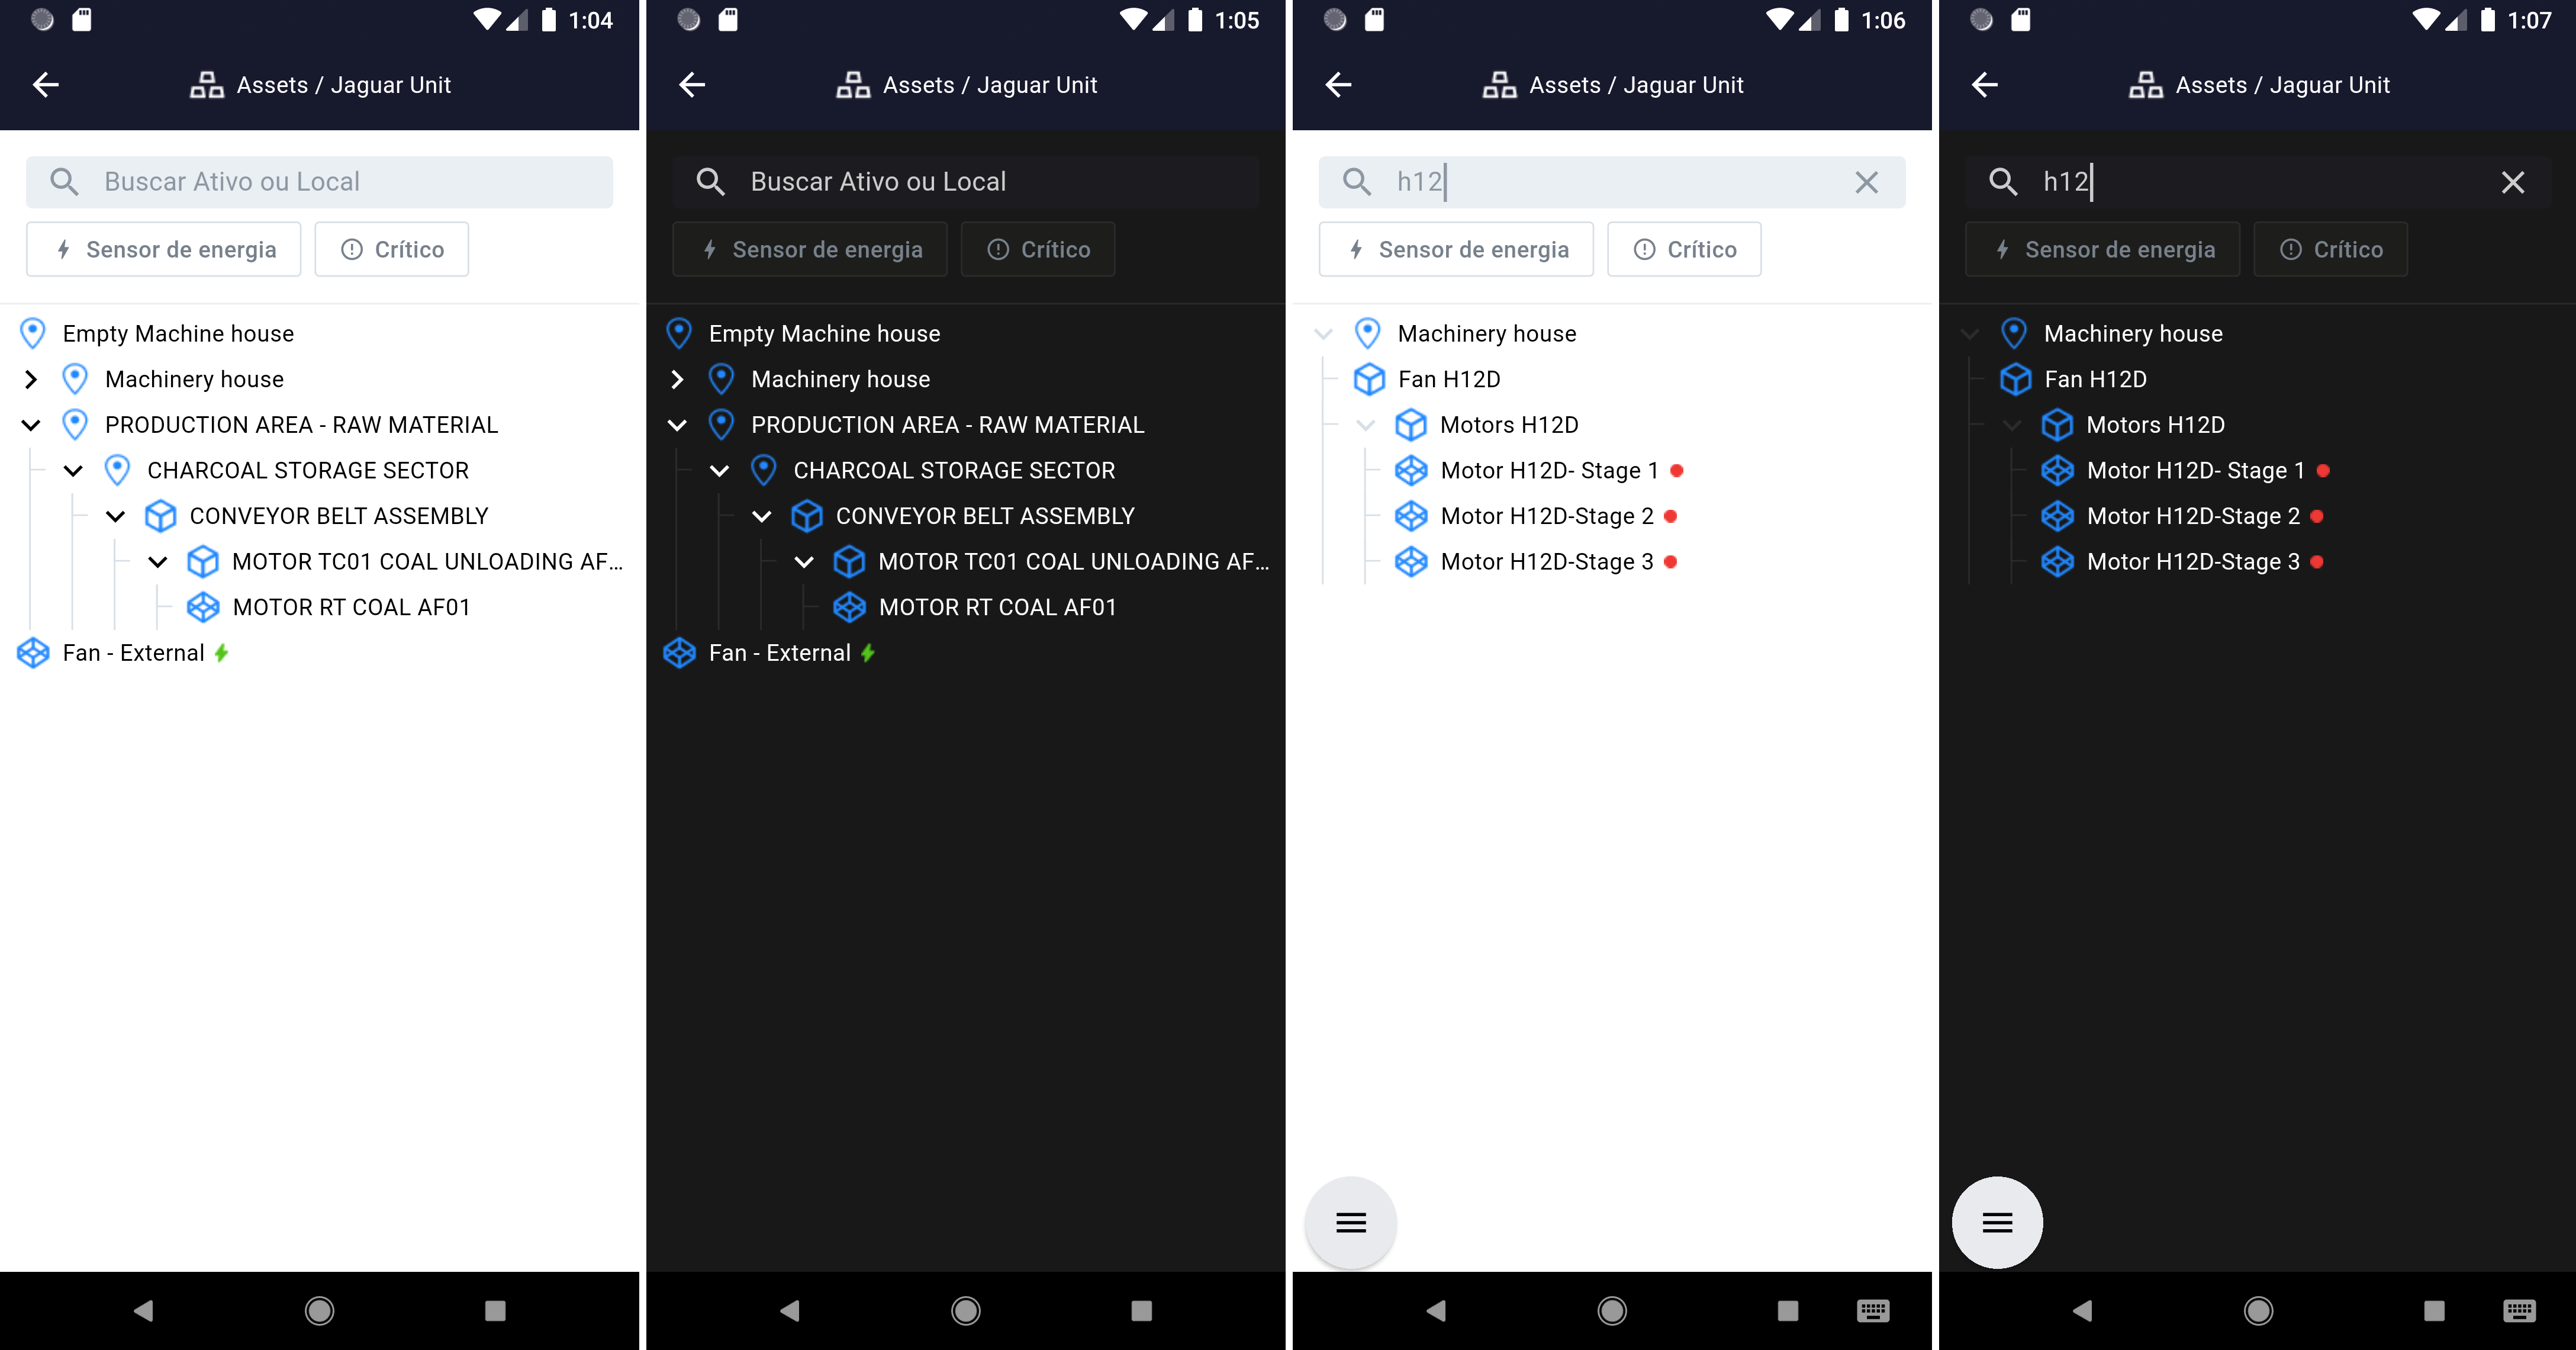 1:04
Assets / Jaguar Unit
Buscar Ativo ou Local
Sensor de energia
Crítico
Empty Machine house
Machinery house
PRODUCTION AREA - RAW MATERIAL
CHARCOAL STORAGE SECTOR
CONVEYOR BELT ASSEMBLY
MOTOR TC01 COAL UNLOADING AF...
MOTOR RT COAL AF01
Fan - External
1:05
Assets / Jaguar Unit
Buscar Ativo ou Local
Sensor de energia
Crítico
Empty Machine house
Machinery house
PRODUCTION AREA - RAW MATERIAL
CHARCOAL STORAGE SECTOR
CONVEYOR BELT ASSEMBLY
MOTOR TC01 COAL UNLOADING AF...
MOTOR RT COAL AF01
Fan - External
1:06
Assets / Jaguar Unit
h12
Sensor de energia
Crítico
Machinery house
Fan H12D
Motors H12D
Motor H12D- Stage 1
Motor H12D-Stage 2
Motor H12D-Stage 3
1:07
Assets / Jaguar Unit
h12
Sensor de energia
Crítico
Machinery house
Fan H12D
Motors H12D
Motor H12D- Stage 1
Motor H12D-Stage 2
Motor H12D-Stage 3